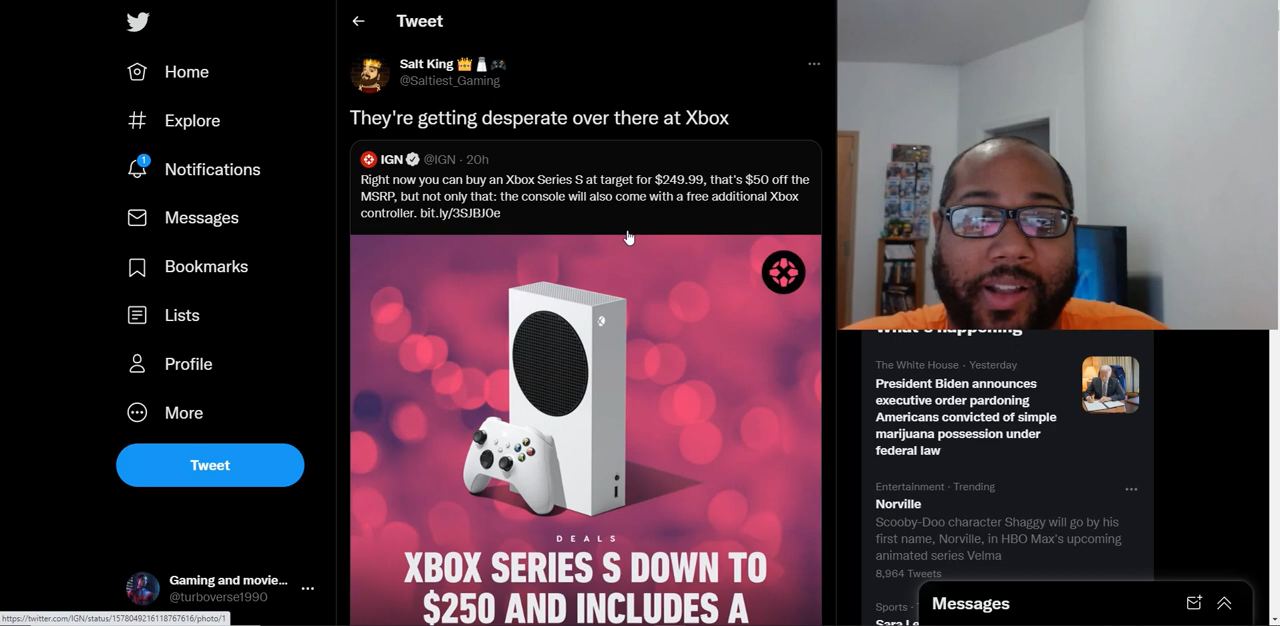 Home
Explore
1
Notifications
Messages
Bookmarks
Lists
Profile
More
Tweet
Gaming and movie...
@turboverse1990
https://twitter.com/IGN/status/1578049216118767616/photo/1
Tweet
Salt King
@Saltiest_Gaming
They're getting desperate over there at Xbox
IGN @IGN · 20h
Right now you can buy an Xbox Series S at target for $249.99, that's $50 off the
MSRP, but not only that: the console will also come with a free additional Xbox
controller. bit.ly/3SJBJOe
DEALS
XBOX SERIES S DOWN TO
$250 AND INCLUDES A
What's happening
The White House · Yesterday
President Biden announces
executive order pardoning
Americans convicted of simple
marijuana possession under
federal law
Entertainment · Trending
Norville
Scooby-Doo character Shaggy will go by his
first name, Norville, in HBO Max's upcoming
animated series Velma
8,964 Tweets
Sports ·
Sara Le
Messages